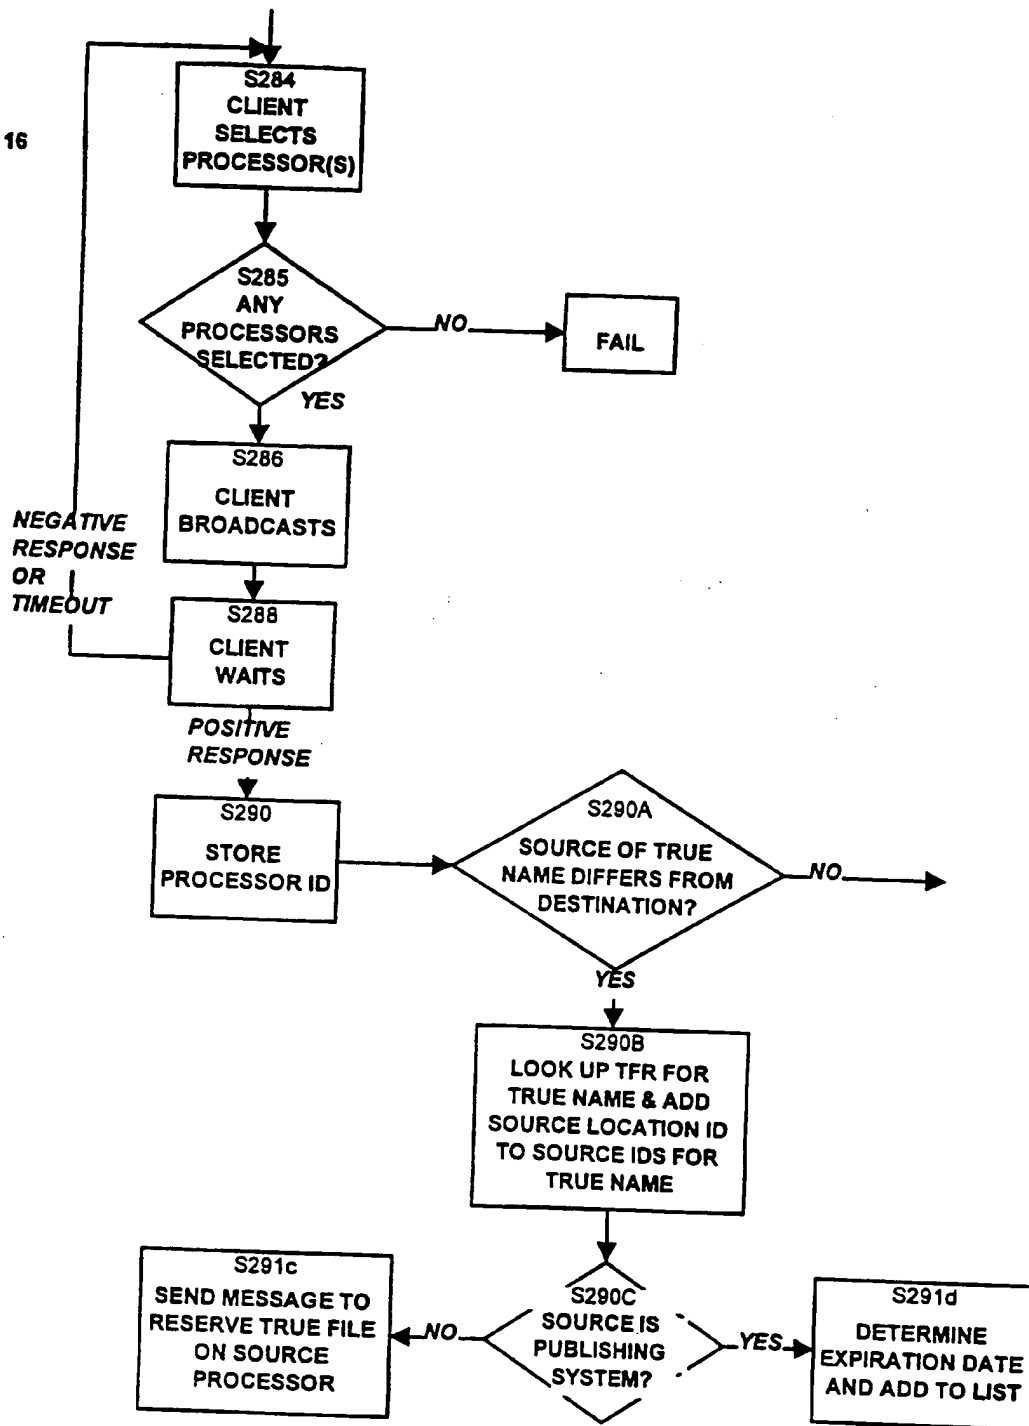 S284
CLIENT
SELECTS
PROCESSOR(S)
16
S285
ANY
PROCESSORS
SELECTED?
NO
FAIL
YES
S286
CLIENT
BROADCASTS
NEGATIVE
RESPONSE
OR
TIMEOUT
S288
CLIENT
WAITS
POSITIVE
RESPONSE
S290
STORE
PROCESSOR ID
S290A
SOURCE OF TRUE
NAME DIFFERS FROM
DESTINATION?
NO
YES
S290B
LOOK UP TFR FOR
TRUE NAME & ADD
SOURCE LOCATION ID
TO SOURCE IDS FOR
TRUE NAME
S291c
SEND MESSAGE TO
RESERVE TRUE FILE
ON SOURCE
PROCESSOR
NO
S290C
SOURCE IS
PUBLISHING
SYSTEM?
YES
S291d
DETERMINE
EXPIRATION DATE
AND ADD TO LIST